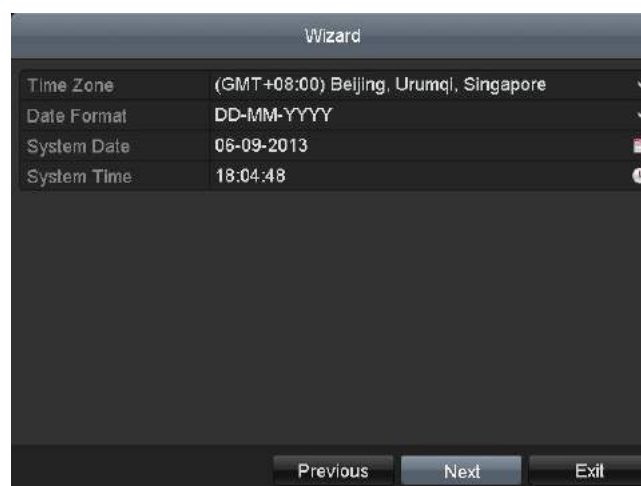 Wizard
Time Zone (GMT+08:00) Beijing, Urumqi, Singapore
Date Format DD-MM-YYYY
System Date 06-09-2013
System Time 18:04:48
Previous Next Exit